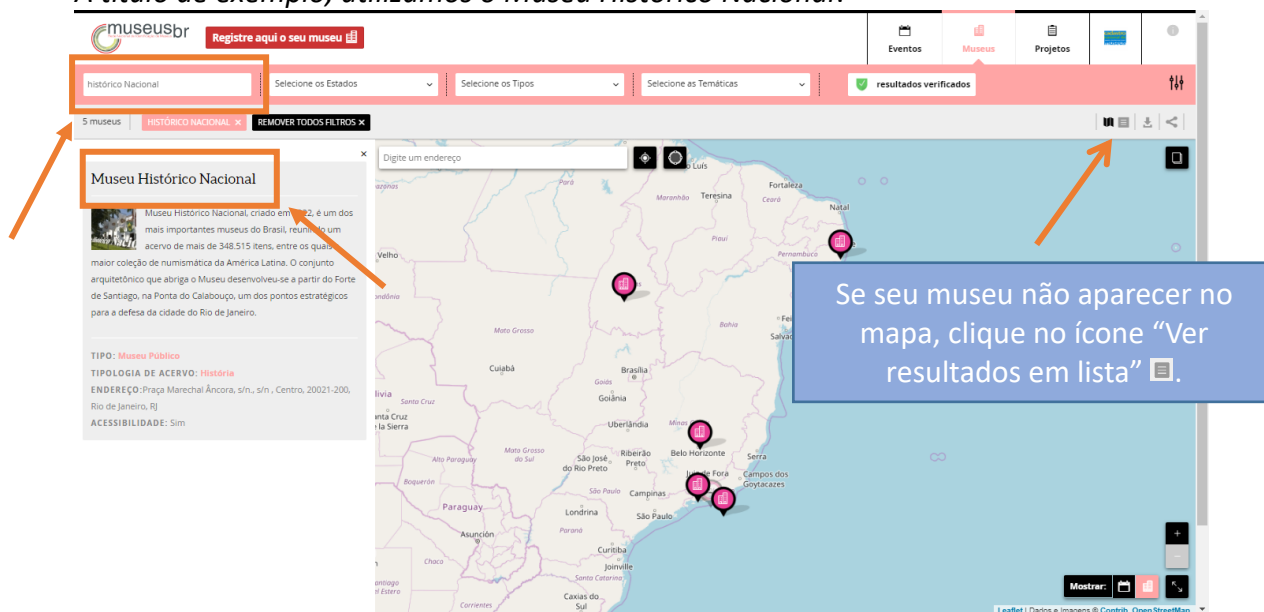 A título de exemplo, utilizamos o Museu Histórico Nacional:
museusbr
Registre aqui o seu museu
Eventos
Museus
Projetos
histórico Nacional
Selecione os Estados
Selecione os Tipos
Selecione as Temáticas
resultados verificados
5 museus
HISTÓRICO NACIONAL ×
REMOVER TODOS FILTROS ×
×
Museu Histórico Nacional
Museu Histórico Nacional, criado em 1922, é um dos
mais importantes museus do Brasil, reunindo um
acervo de mais de 348.515 itens, entre os quais
maior coleção de numismática da América Latina. O conjunto
arquitetônico que abriga o Museu desenvolveu-se a partir do Forte
de Santiago, na Ponta do Calabouço, um dos pontos estratégicos
para a defesa da cidade do Rio de Janeiro.
TIPO: Museu Público
TIPOLOGIA DE ACERVO: História
ENDEREÇO:Praça Marechal Âncora, s/n., s/n , Centro, 20021-200,
Rio de Janeiro, RJ
ACESSIBILIDADE: Sim
Digite um endereço
Luís
Pará
Fortaleza
Maranhão
Teresina
Ceará
Natal
Piauí
Pernambuco
Velho
Mato Grosso
Bahia
Cuiabá
Brasília
Goiás
Goiânia
Santa Cruz
la Sierra
Uberlândia
Minas
Mato Grosso
do Sul
Alto Paraguay
São José
do Rio Preto
Ribeirão
Preto
Belo Horizonte
Serra
Boquerón
Campos dos
Goytacazes
São Paulo
Campinas
Paraguay
Londrina
São Paulo
Asunción
Paraná
Curitiba
Chaco
Joinville
Santa Catarina
Caxias do
Sul
Corrientes
Se seu museu não aparecer no
mapa, clique no ícone “Ver
resultados em lista” .
+
−
Mostrar:
Leaflet | Dados e Imagens © Contrib. OpenStreetMap